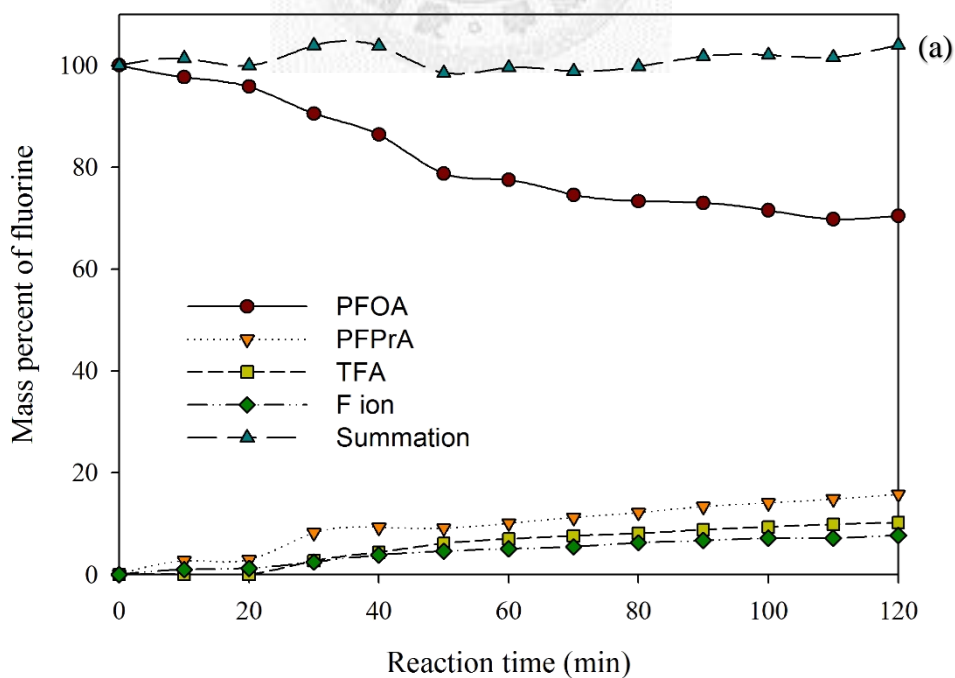 (a)
100
80
60
40
20
0
Mass percent of fluorine
PFOA
PFPrA
TFA
F ion
Summation
0 20 40 60 80 100 120
Reaction time (min)